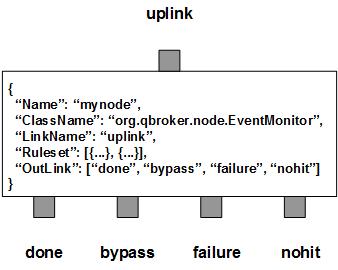 uplink
{
“Name”: “mynode”,
“ClassName”: “org.qbroker.node.EventMonitor”,
“LinkName”: “uplink”,
“Ruleset”: [{...}, {...}],
“OutLink”: [“done”, “bypass”, “failure”, “nohit”]
}
done bypass failure nohit